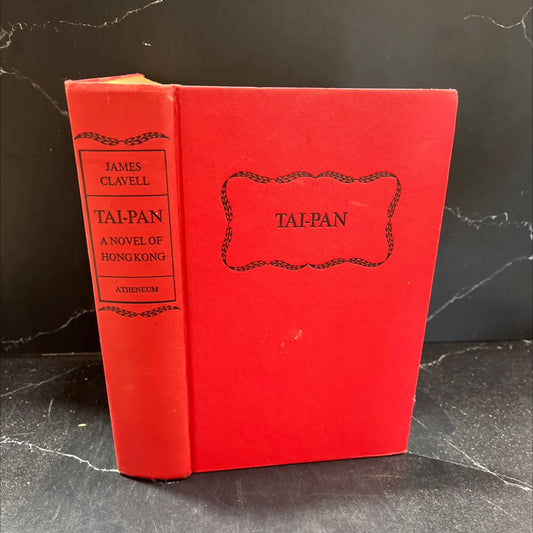 JAMES
CLAVELL
TAI-PAN
A NOVEL OF
HONG KONG
ATHENEUM
TAI-PAN